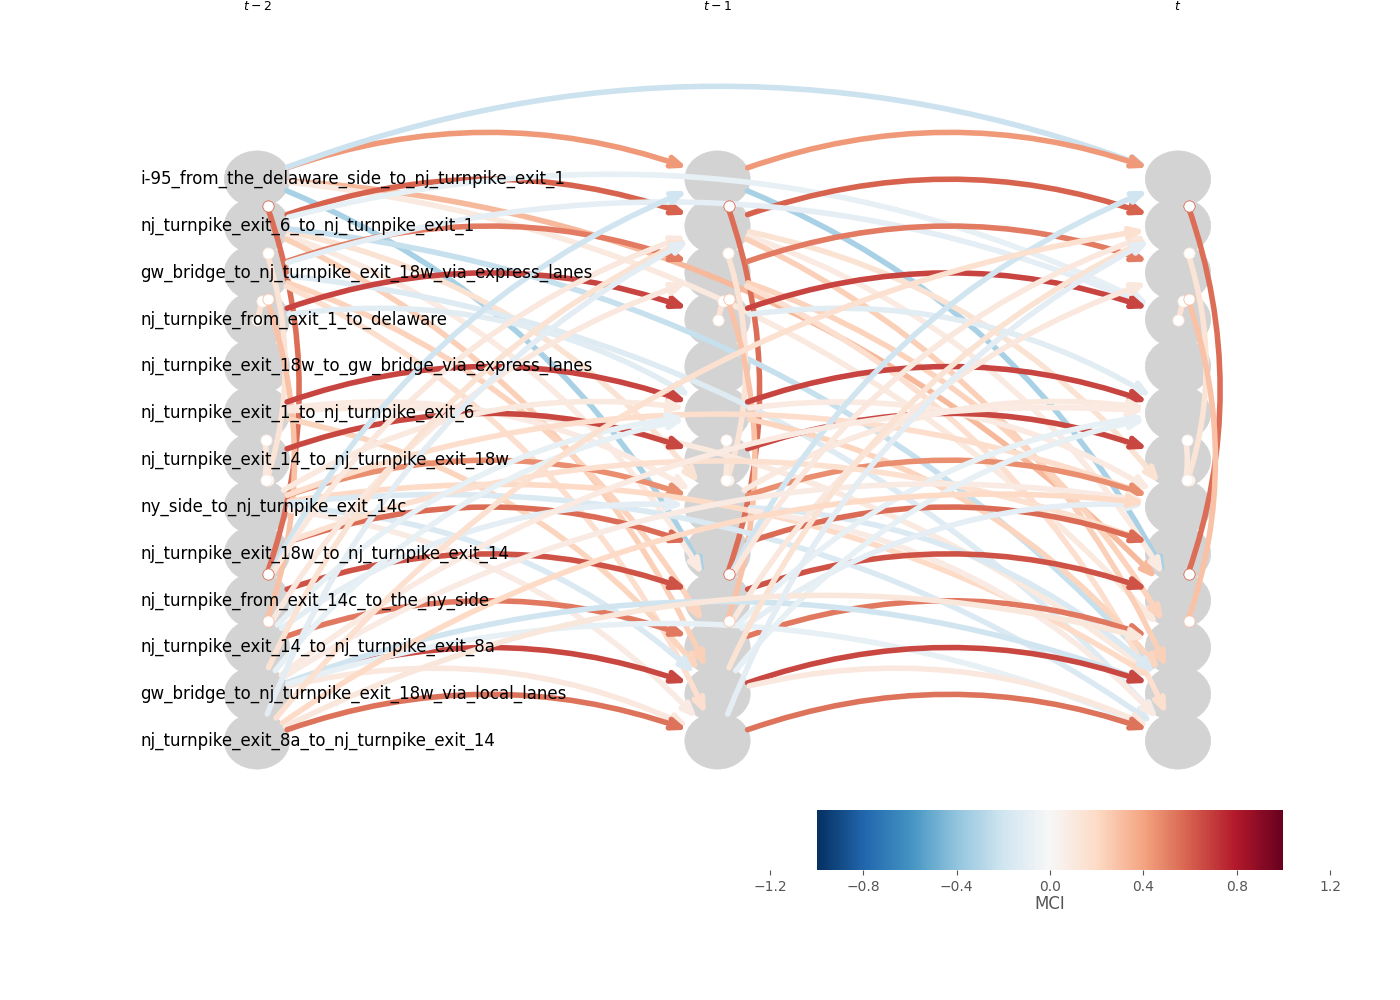 t − 2 t − 1 t
i-95_from_the_delaware_side_to_nj_turnpike_exit_1
nj_turnpike_exit_6_to_nj_turnpike_exit_1
gw_bridge_to_nj_turnpike_exit_18w_via_express_lanes
nj_turnpike_from_exit_1_to_delaware
nj_turnpike_exit_18w_to_gw_bridge_via_express_lanes
nj_turnpike_exit_1_to_nj_turnpike_exit_6
nj_turnpike_exit_14_to_nj_turnpike_exit_18w
ny_side_to_nj_turnpike_exit_14c
nj_turnpike_exit_18w_to_nj_turnpike_exit_14
nj_turnpike_from_exit_14c_to_the_ny_side
nj_turnpike_exit_14_to_nj_turnpike_exit_8a
gw_bridge_to_nj_turnpike_exit_18w_via_local_lanes
nj_turnpike_exit_8a_to_nj_turnpike_exit_14
−1.2 −0.8 −0.4 0.0 0.4 0.8 1.2
MCI